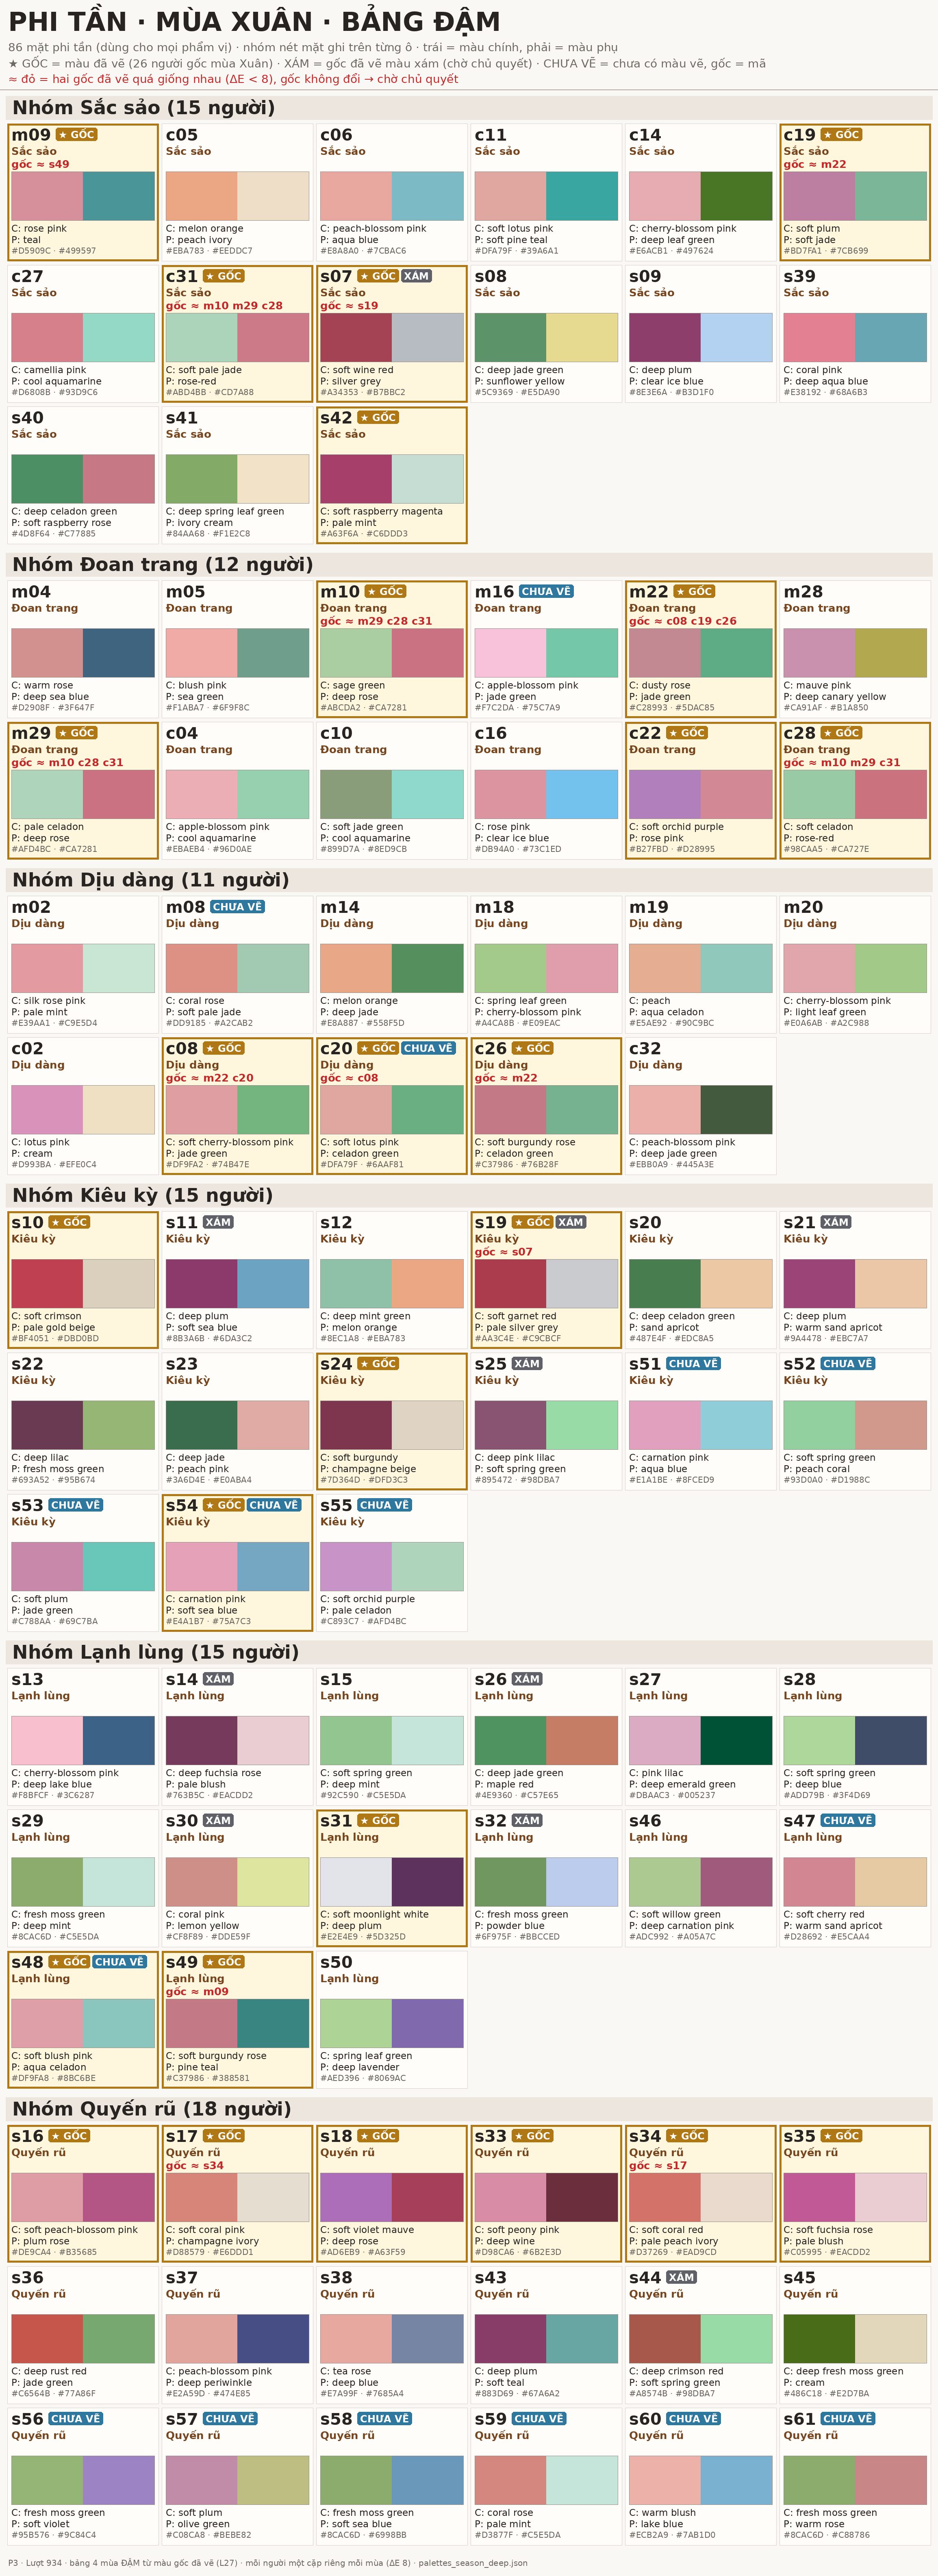 PHI TẦN · MÙA XUÂN · BẢNG ĐẬM
86 mặt phi tần (dùng cho mọi phẩm vị) · nhóm nét mặt ghi trên từng ô · trái = màu chính, phải = màu phụ
★ GỐC = màu đã vẽ (26 người gốc mùa Xuân) · XÁM = gốc đã vẽ màu xám (chờ chủ quyết) · CHƯA VẼ = chưa có màu vẽ, gốc = mã
≈ đỏ = hai gốc đã vẽ quá giống nhau (ΔE < 8), gốc không đổi → chờ chủ quyết
Nhóm Sắc sảo (15 người)
m09 ★ GỐC
Sắc sảo
gốc ≈ s49
C: rose pink
P: teal
#D5909C · #499597
c05
Sắc sảo
C: melon orange
P: peach ivory
#EBA783 · #EEDDC7
c06
Sắc sảo
C: peach-blossom pink
P: aqua blue
#E8A8A0 · #7CBAC6
c11
Sắc sảo
C: soft lotus pink
P: soft pine teal
#DFA79F · #39A6A1
c14
Sắc sảo
C: cherry-blossom pink
P: deep leaf green
#E6ACB1 · #497624
c19 ★ GỐC
Sắc sảo
gốc ≈ m22
C: soft plum
P: soft jade
#BD7FA1 · #7CB699
c27
Sắc sảo
C: camellia pink
P: cool aquamarine
#D6808B · #93D9C6
c31 ★ GỐC
Sắc sảo
gốc ≈ m10 m29 c28
C: soft pale jade
P: rose-red
#ABD4BB · #CD7A88
s07 ★ GỐC XÁM
Sắc sảo
gốc ≈ s19
C: soft wine red
P: silver grey
#A34353 · #B7BBC2
s08
Sắc sảo
C: deep jade green
P: sunflower yellow
#5C9369 · #E5DA90
s09
Sắc sảo
C: deep plum
P: clear ice blue
#8E3E6A · #B3D1F0
s39
Sắc sảo
C: coral pink
P: deep aqua blue
#E38192 · #68A6B3
s40
Sắc sảo
C: deep celadon green
P: soft raspberry rose
#4D8F64 · #C77885
s41
Sắc sảo
C: deep spring leaf green
P: ivory cream
#84AA68 · #F1E2C8
s42 ★ GỐC
Sắc sảo
C: soft raspberry magenta
P: pale mint
#A63F6A · #C6DDD3
Nhóm Đoan trang (12 người)
m04
Đoan trang
C: warm rose
P: deep sea blue
#D2908F · #3F647F
m05
Đoan trang
C: blush pink
P: sea green
#F1ABA7 · #6F9F8C
m10 ★ GỐC
Đoan trang
gốc ≈ m29 c28 c31
C: sage green
P: deep rose
#ABCDA2 · #CA7281
m16 CHƯA VẼ
Đoan trang
C: apple-blossom pink
P: jade green
#F7C2DA · #75C7A9
m22 ★ GỐC
Đoan trang
gốc ≈ c08 c19 c26
C: dusty rose
P: jade green
#C28993 · #5DAC85
m28
Đoan trang
C: mauve pink
P: deep canary yellow
#CA91AF · #B1A850
m29 ★ GỐC
Đoan trang
gốc ≈ m10 c28 c31
C: pale celadon
P: deep rose
#AFD4BC · #CA7281
c04
Đoan trang
C: apple-blossom pink
P: cool aquamarine
#EBAEB4 · #96D0AE
c10
Đoan trang
C: soft jade green
P: cool aquamarine
#899D7A · #8ED9CB
c16
Đoan trang
C: rose pink
P: clear ice blue
#DB94A0 · #73C1ED
c22 ★ GỐC
Đoan trang
C: soft orchid purple
P: rose pink
#B27FBD · #D28995
c28 ★ GỐC
Đoan trang
gốc ≈ m10 m29 c31
C: soft celadon
P: rose-red
#98CAA5 · #CA727E
Nhóm Dịu dàng (11 người)
m02
Dịu dàng
C: silk rose pink
P: pale mint
#E39AA1 · #C9E5D4
m08 CHƯA VẼ
Dịu dàng
C: coral rose
P: soft pale jade
#DD9185 · #A2CAB2
m14
Dịu dàng
C: melon orange
P: deep jade
#E8A887 · #558F5D
m18
Dịu dàng
C: spring leaf green
P: cherry-blossom pink
#A4CA8B · #E09EAC
m19
Dịu dàng
C: peach
P: aqua celadon
#E5AE92 · #90C9BC
m20
Dịu dàng
C: cherry-blossom pink
P: light leaf green
#E0A6AB · #A2C988
c02
Dịu dàng
C: lotus pink
P: cream
#D993BA · #EFE0C4
c08 ★ GỐC
Dịu dàng
gốc ≈ m22 c20
C: soft cherry-blossom pink
P: jade green
#DF9FA2 · #74B47E
c20 ★ GỐC CHƯA VẼ
Dịu dàng
gốc ≈ c08
C: soft lotus pink
P: celadon green
#DFA79F · #6AAF81
c26 ★ GỐC
Dịu dàng
gốc ≈ m22
C: soft burgundy rose
P: celadon green
#C37986 · #76B28F
c32
Dịu dàng
C: peach-blossom pink
P: deep jade green
#EBB0A9 · #445A3E
Nhóm Kiêu kỳ (15 người)
s10 ★ GỐC
Kiêu kỳ
C: soft crimson
P: pale gold beige
#BF4051 · #DBD0BD
s11 XÁM
Kiêu kỳ
C: deep plum
P: soft sea blue
#8B3A6B · #6DA3C2
s12
Kiêu kỳ
C: deep mint green
P: melon orange
#8EC1A8 · #EBA783
s19 ★ GỐC XÁM
Kiêu kỳ
gốc ≈ s07
C: soft garnet red
P: pale silver grey
#AA3C4E · #C9CBCF
s20
Kiêu kỳ
C: deep celadon green
P: sand apricot
#487E4F · #EDC8A5
s21 XÁM
Kiêu kỳ
C: deep plum
P: warm sand apricot
#9A4478 · #EBC7A7
s22
Kiêu kỳ
C: deep lilac
P: fresh moss green
#693A52 · #95B674
s23
Kiêu kỳ
C: deep jade
P: peach pink
#3A6D4E · #E0ABA4
s24 ★ GỐC
Kiêu kỳ
C: soft burgundy
P: champagne beige
#7D364D · #DFD3C3
s25 XÁM
Kiêu kỳ
C: deep pink lilac
P: soft spring green
#895472 · #98DBA7
s51 CHƯA VẼ
Kiêu kỳ
C: carnation pink
P: aqua blue
#E1A1BE · #8FCED9
s52 CHƯA VẼ
Kiêu kỳ
C: soft spring green
P: peach coral
#93D0A0 · #D1988C
s53 CHƯA VẼ
Kiêu kỳ
C: soft plum
P: jade green
#C788AA · #69C7BA
s54 ★ GỐC CHƯA VẼ
Kiêu kỳ
C: carnation pink
P: soft sea blue
#E4A1B7 · #75A7C3
s55 CHƯA VẼ
Kiêu kỳ
C: soft orchid purple
P: pale celadon
#C893C7 · #AFD4BC
Nhóm Lạnh lùng (15 người)
s13
Lạnh lùng
C: cherry-blossom pink
P: deep lake blue
#F8BFCF · #3C6287
s14 XÁM
Lạnh lùng
C: deep fuchsia rose
P: pale blush
#763B5C · #EACDD2
s15
Lạnh lùng
C: soft spring green
P: deep mint
#92C590 · #C5E5DA
s26 XÁM
Lạnh lùng
C: deep jade green
P: maple red
#4E9360 · #C57E65
s27
Lạnh lùng
C: pink lilac
P: deep emerald green
#DBAAC3 · #005237
s28
Lạnh lùng
C: soft spring green
P: deep blue
#ADD79B · #3F4D69
s29
Lạnh lùng
C: fresh moss green
P: deep mint
#8CAC6D · #C5E5DA
s30 XÁM
Lạnh lùng
C: coral pink
P: lemon yellow
#CF8F89 · #DDE59F
s31 ★ GỐC
Lạnh lùng
C: soft moonlight white
P: deep plum
#E2E4E9 · #5D325D
s32 XÁM
Lạnh lùng
C: fresh moss green
P: powder blue
#6F975F · #BBCCED
s46
Lạnh lùng
C: soft willow green
P: deep carnation pink
#ADC992 · #A05A7C
s47 CHƯA VẼ
Lạnh lùng
C: soft cherry red
P: warm sand apricot
#D28692 · #E5CAA4
s48 ★ GỐC CHƯA VẼ
Lạnh lùng
C: soft blush pink
P: aqua celadon
#DF9FA8 · #8BC6BE
s49 ★ GỐC
Lạnh lùng
gốc ≈ m09
C: soft burgundy rose
P: pine teal
#C37986 · #388581
s50
Lạnh lùng
C: spring leaf green
P: deep lavender
#AED396 · #8069AC
Nhóm Quyến rũ (18 người)
s16 ★ GỐC
Quyến rũ
C: soft peach-blossom pink
P: plum rose
#DE9CA4 · #B35685
s17 ★ GỐC
Quyến rũ
gốc ≈ s34
C: soft coral pink
P: champagne ivory
#D88579 · #E6DDD1
s18 ★ GỐC
Quyến rũ
C: soft violet mauve
P: deep rose
#AD6EB9 · #A63F59
s33 ★ GỐC
Quyến rũ
C: soft peony pink
P: deep wine
#D98CA6 · #6B2E3D
s34 ★ GỐC
Quyến rũ
gốc ≈ s17
C: soft coral red
P: pale peach ivory
#D37269 · #EAD9CD
s35 ★ GỐC
Quyến rũ
C: soft fuchsia rose
P: pale blush
#C05995 · #EACDD2
s36
Quyến rũ
C: deep rust red
P: jade green
#C6564B · #77A86F
s37
Quyến rũ
C: peach-blossom pink
P: deep periwinkle
#E2A59D · #474E85
s38
Quyến rũ
C: tea rose
P: deep blue
#E7A99F · #7685A4
s43
Quyến rũ
C: deep plum
P: soft teal
#883D69 · #67A6A2
s44 XÁM
Quyến rũ
C: deep crimson red
P: soft spring green
#A8574B · #98DBA7
s45
Quyến rũ
C: deep fresh moss green
P: cream
#486C18 · #E2D7BA
s56 CHƯA VẼ
Quyến rũ
C: fresh moss green
P: soft violet
#95B576 · #9C84C4
s57 CHƯA VẼ
Quyến rũ
C: soft plum
P: olive green
#C08CA8 · #BEBE82
s58 CHƯA VẼ
Quyến rũ
C: fresh moss green
P: soft sea blue
#8CAC6D · #6998BB
s59 CHƯA VẼ
Quyến rũ
C: coral rose
P: pale mint
#D3877F · #C5E5DA
s60 CHƯA VẼ
Quyến rũ
C: warm blush
P: lake blue
#ECB2A9 · #7AB1D0
s61 CHƯA VẼ
Quyến rũ
C: fresh moss green
P: warm rose
#8CAC6D · #C88786
P3 · Lượt 934 · bảng 4 mùa ĐẬM từ màu gốc đã vẽ (L27) · mỗi người một cặp riêng mỗi mùa (ΔE 8) · palettes_season_deep.json